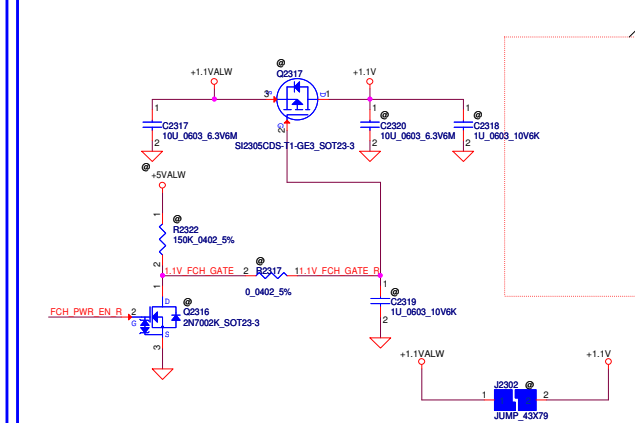 @
Q2317
+1.1VALW
+1.1V
3
S
D
1
1
C2317
10U_0603_6.3V6M
2
G
2
SI2305CDS-T1-GE3_SOT23-3
1
@
C2320
10U_0603_6.3V6M
2
1
@
C2318
1U_0603_10V6K
2
@
+5VALW
1
@
R2322
150K_0402_5%
2
1.1V_FCH_GATE
2
@
R2317
1
1.1V_FCH_GATE_R
0_0402_5%
1
D
@
Q2316
2N7002K_SOT23-3
FCH_PWR_EN_R
2
G
S
3
1
@
C2319
1U_0603_10V6K
2
+1.1VALW
+1.1V
J2302
@
1
2
JUMP_43X79